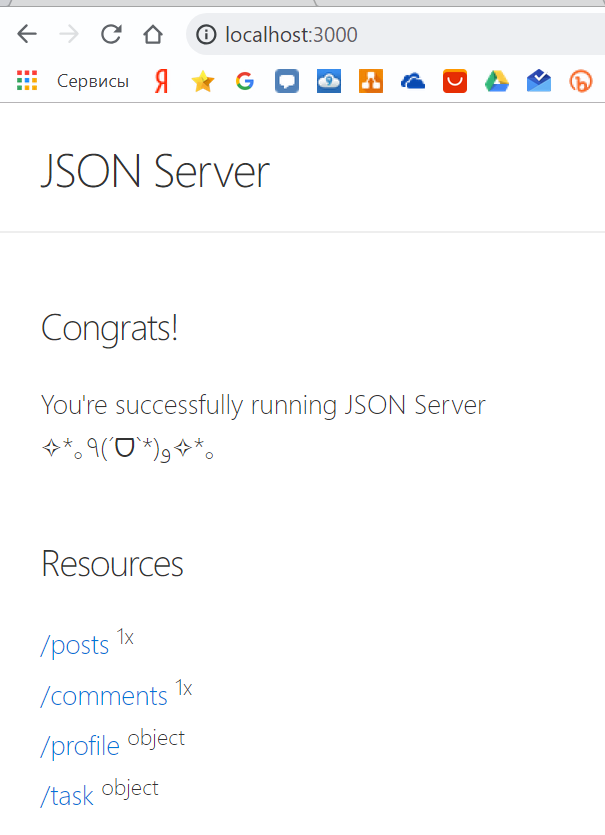 localhost:3000
Сервисы
JSON Server
Congrats!
You're successfully running JSON Server
✧*｡٩(ˊᗜˋ*)و✧*｡
Resources
/posts 1x
/comments 1x
/profile object
/task object